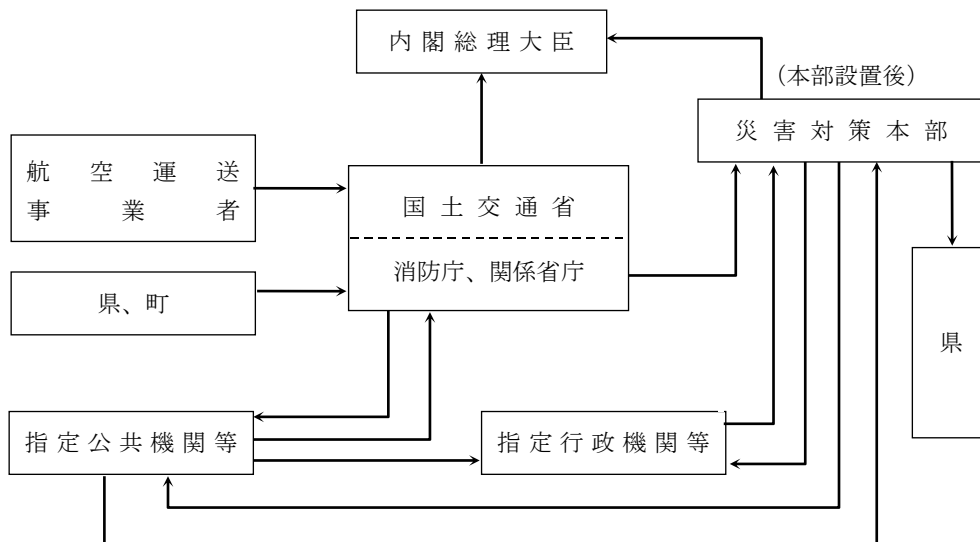 内閣総理大臣
（本部設置後）
災害対策本部
航空運送
事業者
国土交通省
消防庁、関係省庁
県、町
県
指定公共機関等
指定行政機関等